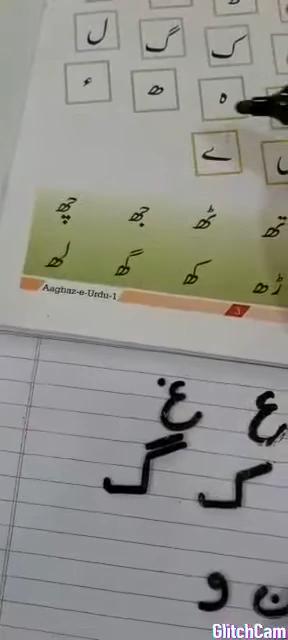 ک گ ل
ہ ھ ء
ے
تھ ٹھ جھ چھ
ڑھ کھ گھ لھ
Aaghaz-e-Urdu-1
3
ع غ
ک گ
ن و
GlitchCam